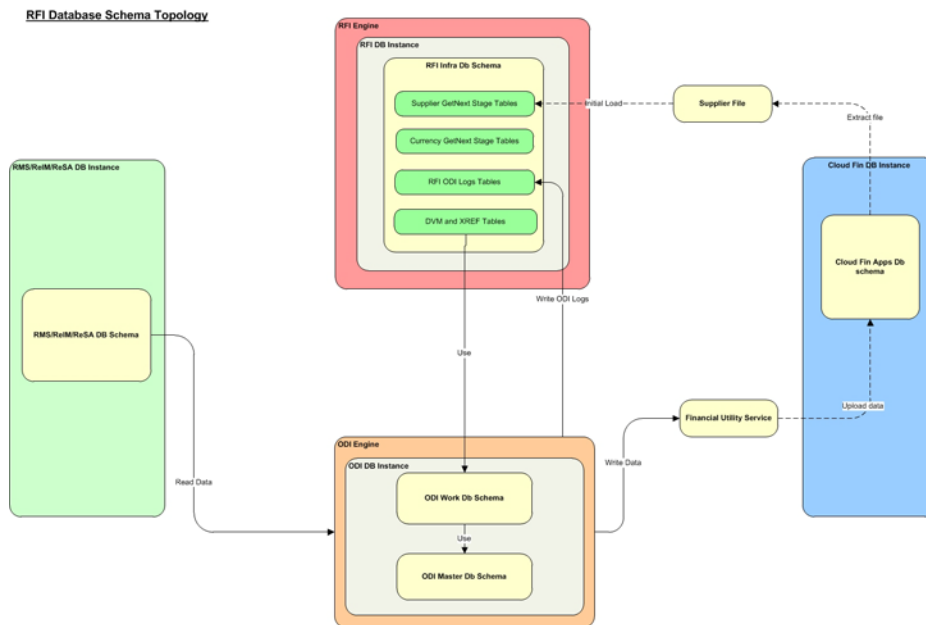 RFI Database Schema Topology
RFI Engine
RFI DB Instance
RFI Infra Db Schema
Supplier GetNext Stage Tables
Initial Load
Supplier File
Currency GetNext Stage Tables
Extract file
RMS/ReIM/ReSA DB Instance
Cloud Fin DB Instance
RFI ODI Logs Tables
DVM and XREF Tables
Cloud Fin Apps Db
schema
Write ODI Logs
RMS/ReIM/ReSA DB Schema
Use
Upload data
Financial Utility Service
ODI Engine
ODI DB Instance
Write Data
Read Data
ODI Work Db Schema
Use
ODI Master Db Schema